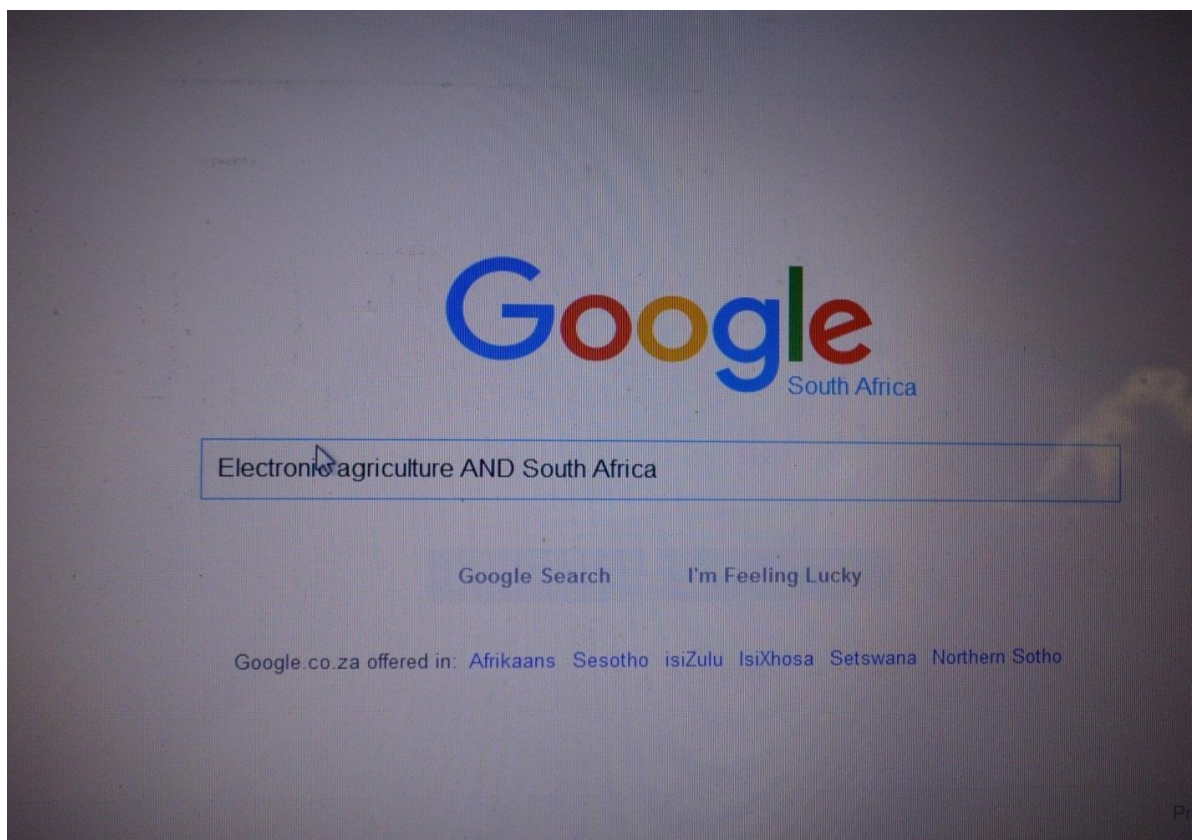 Google
South Africa
Electronic agriculture AND South Africa
Google Search I'm Feeling Lucky
Google.co.za offered in: Afrikaans Sesotho isiZulu IsiXhosa Setswana Northern Sotho